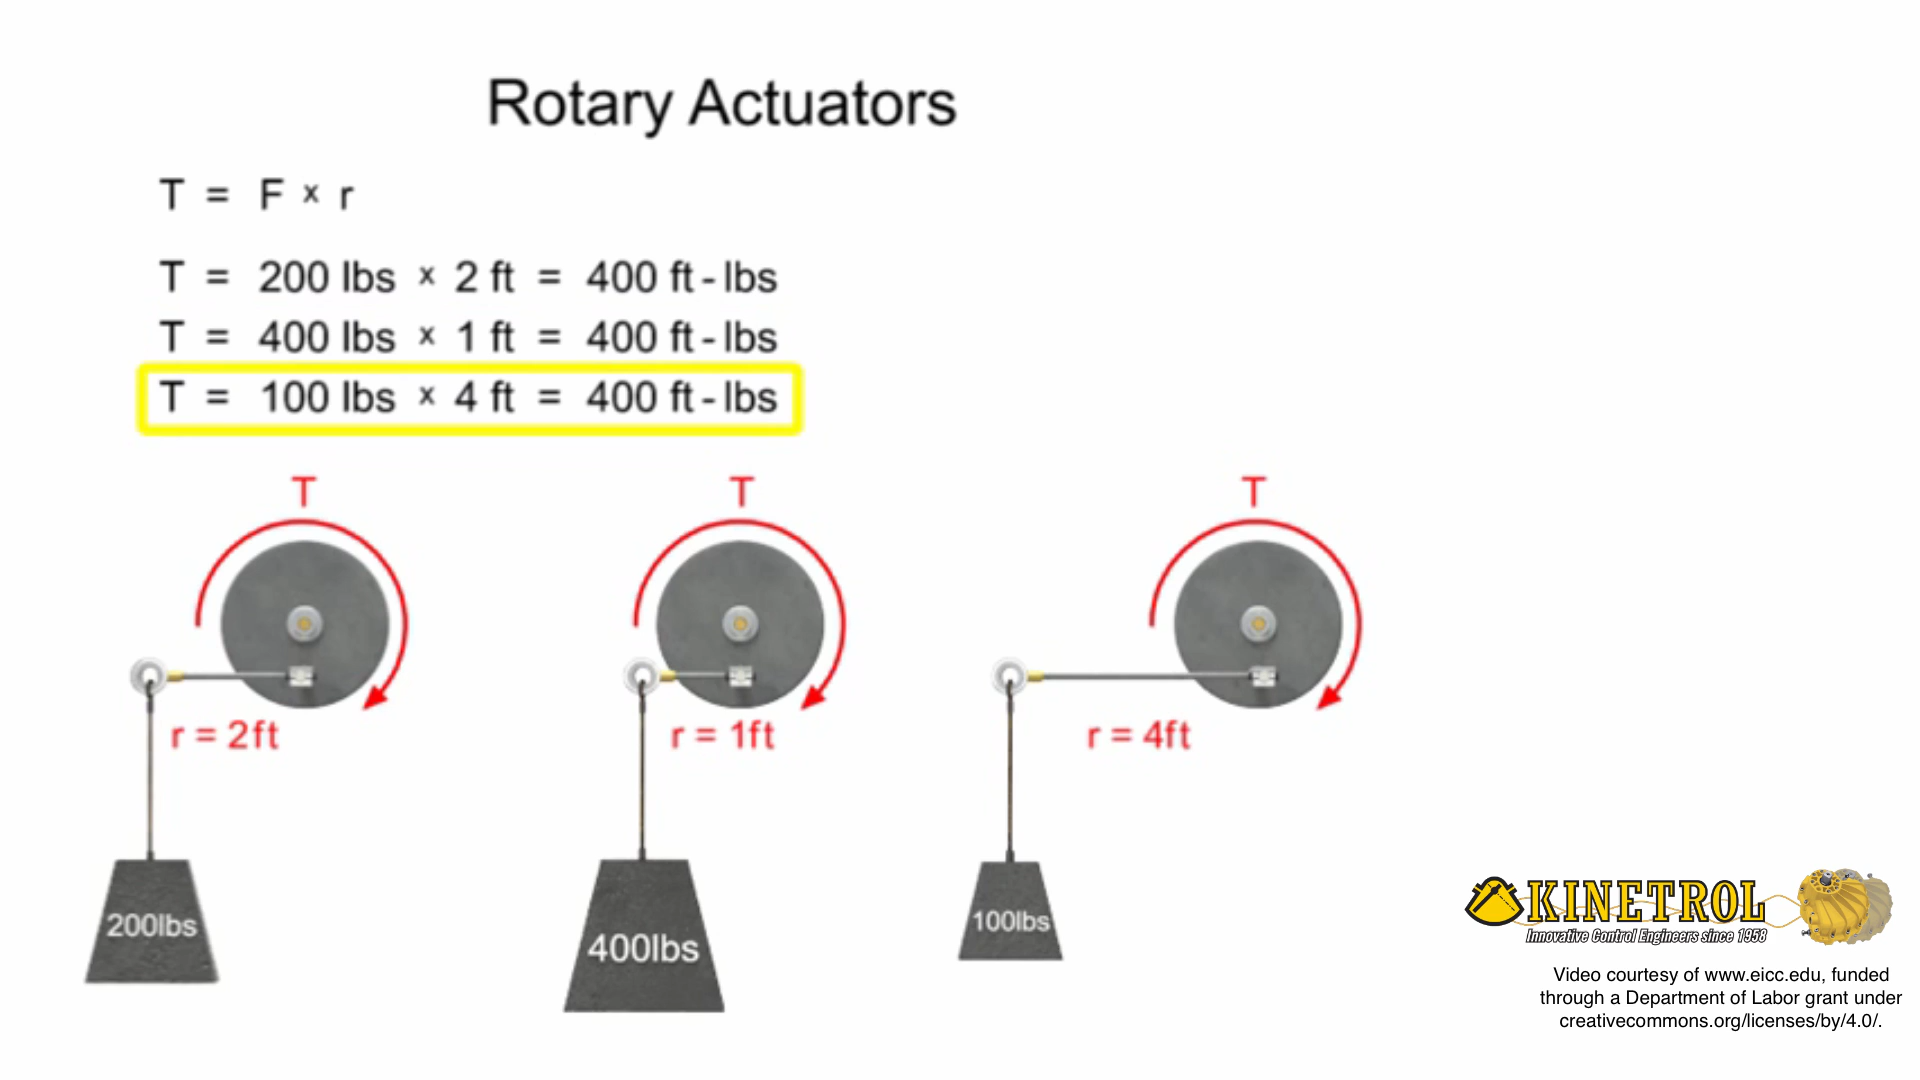 Rotary Actuators
T = F × r
T = 200 lbs × 2 ft = 400 ft-lbs
T = 400 lbs × 1 ft = 400 ft-lbs
T = 100 lbs × 4 ft = 400 ft-lbs
T
T
T
r = 2ft
r = 1ft
r = 4ft
200lbs
400lbs
100lbs
KINETROL
Innovative Control Engineers since 1958
Video courtesy of www.eicc.edu, funded
through a Department of Labor grant under
creativecommons.org/licenses/by/4.0/.